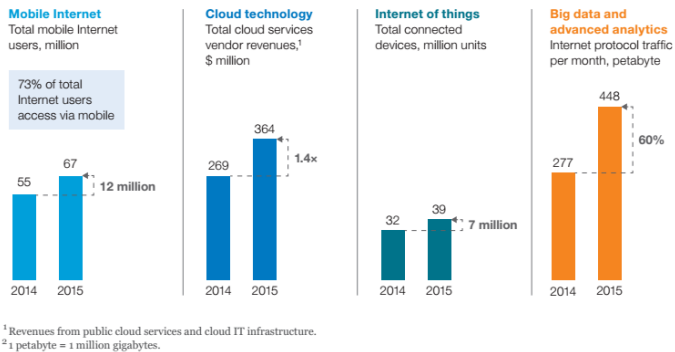 Mobile Internet
Total mobile Internet
users, million
73% of total
Internet users
access via mobile
55
67
12 million
2014 2015
Cloud technology
Total cloud services
vendor revenues,¹
$ million
269
364
1.4×
2014 2015
Internet of things
Total connected
devices, million units
32
39
7 million
2014 2015
Big data and
advanced analytics
Internet protocol traffic
per month, petabyte
277
448
60%
2014 2015
¹ Revenues from public cloud services and cloud IT infrastructure.
² 1 petabyte = 1 million gigabytes.